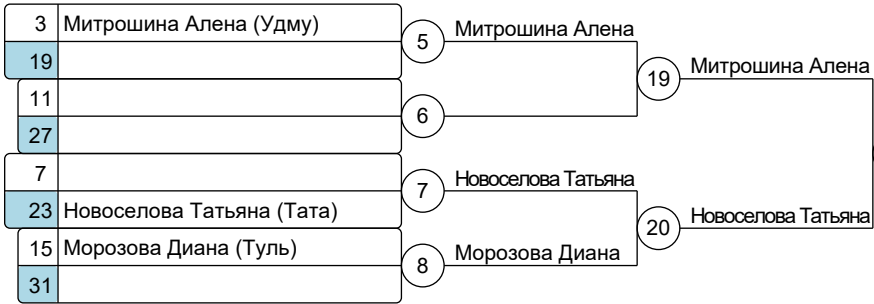 3 Митрошина Алена (Удму)
19
5 Митрошина Алена
11
27
6
19 Митрошина Алена
7
23 Новоселова Татьяна (Тата)
7 Новоселова Татьяна
15 Морозова Диана (Туль)
31
8 Морозова Диана
20 Новоселова Татьяна